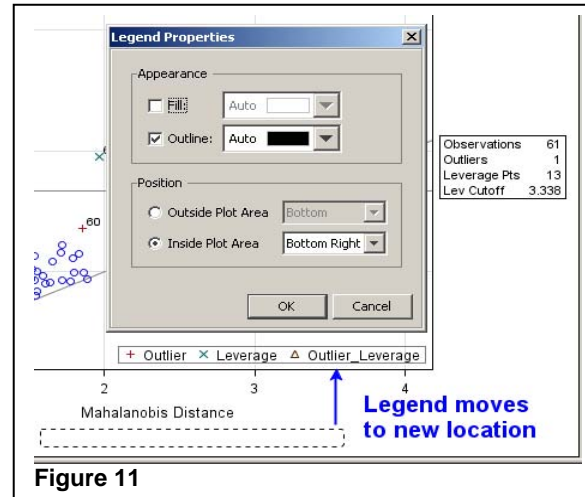 Legend Properties
Appearance
Fill: Auto
Outline: Auto
Position
Outside Plot Area Bottom
Inside Plot Area Bottom Right
OK Cancel
Observations 61
Outliers 1
Leverage Pts 13
Lev Cutoff 3.338
60
+ Outlier × Leverage △ Outlier_Leverage
2 3 4
Mahalanobis Distance
Legend moves
to new location
Figure 11